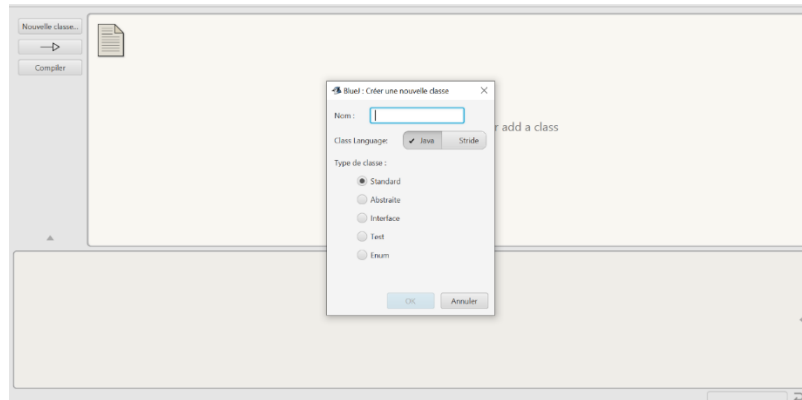 Nouvelle classe...
Compiler
BlueJ : Créer une nouvelle classe
Nom :
r add a class
Class Language:
Java
Stride
Type de classe :
Standard
Abstraite
Interface
Test
Enum
OK
Annuler